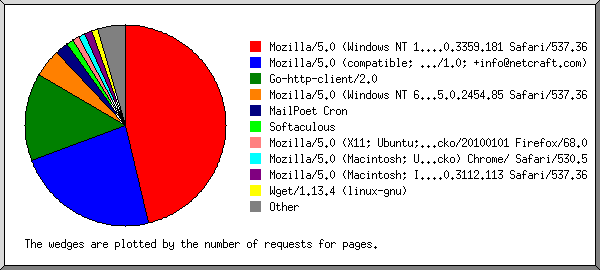 Mozilla/5.0 (Windows NT 1....0.3359.181 Safari/537.36
Mozilla/5.0 (compatible; .../1.0; +info@netcraft.com)
Go-http-client/2.0
Mozilla/5.0 (Windows NT 6...5.0.2454.85 Safari/537.36
MailPoet Cron
Softaculous
Mozilla/5.0 (X11; Ubuntu;...cko/20100101 Firefox/68.0
Mozilla/5.0 (Macintosh; U...cko) Chrome/ Safari/530.5
Mozilla/5.0 (Macintosh; I....0.3112.113 Safari/537.36
Wget/1.13.4 (linux-gnu)
Other
The wedges are plotted by the number of requests for pages.